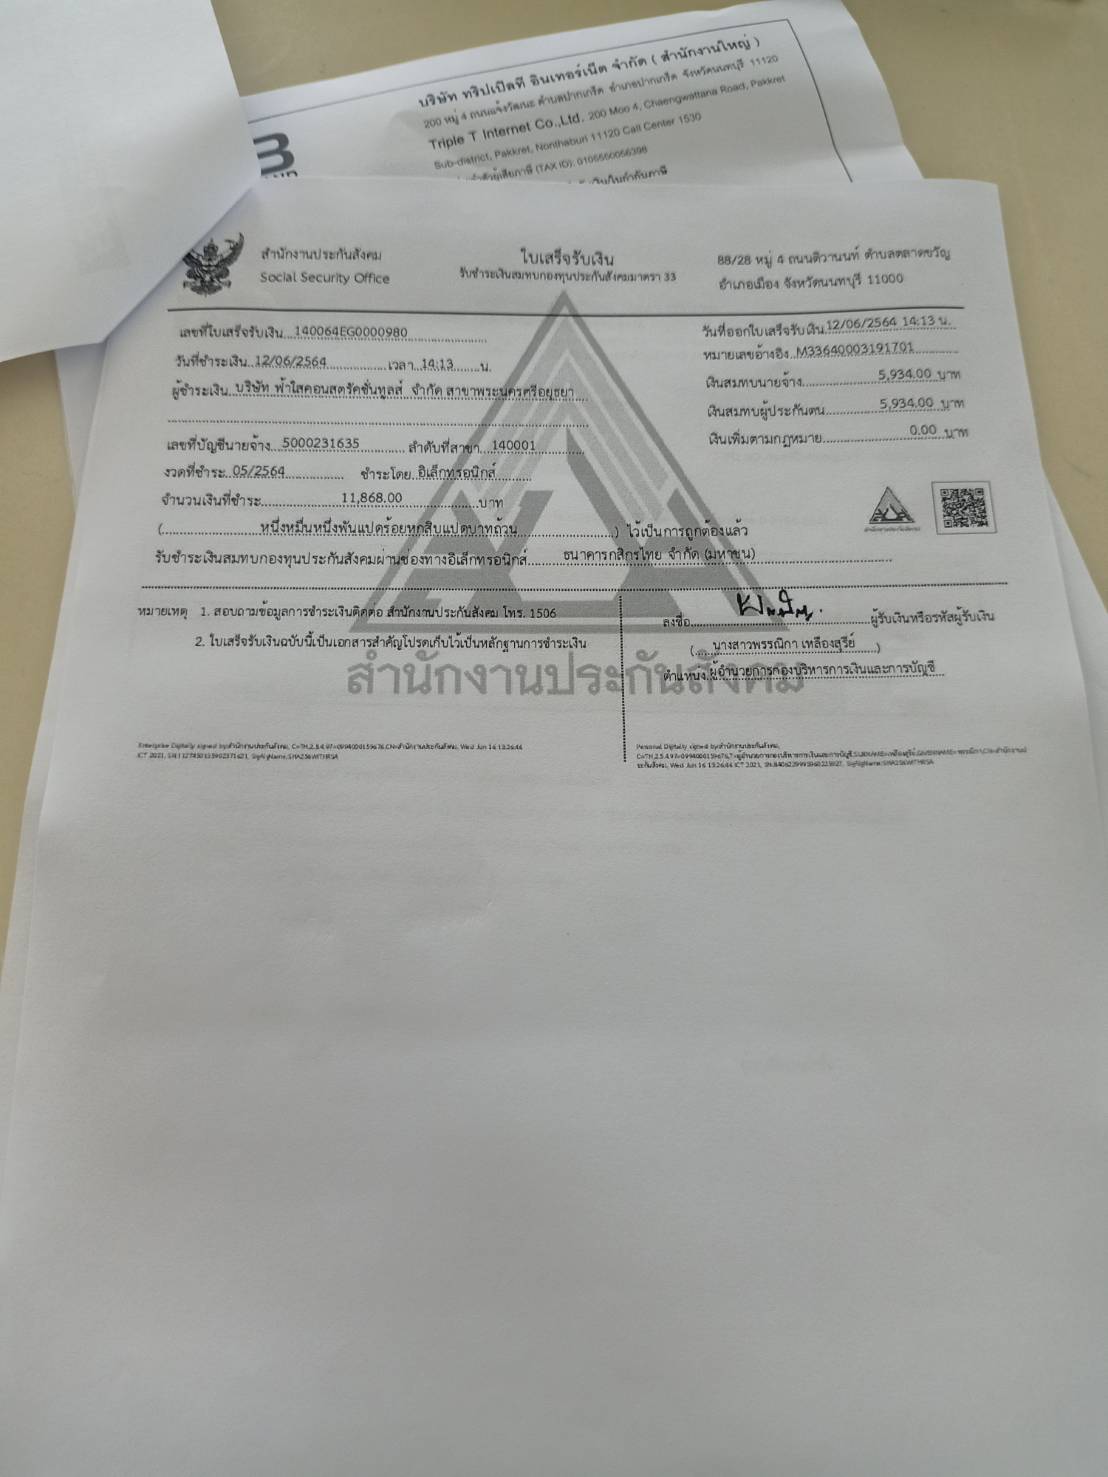 บริษัท ทริปเปิลที อินเทอร์เน็ต จำกัด ( สำนักงานใหญ่ )
200 หมู่ 4 ถนนแจ้งวัฒนะ ตำบลปากเกร็ด อำเภอปากเกร็ด จังหวัดนนทบุรี 11120
Triple T Internet Co.,Ltd. 200 Moo 4, Chaengwattana Road, Pakkret
Sub-district, Pakkret, Nonthaburi 11120 Call Center 1530
(TAX ID).
สำนักงานประกันสังคม
Social Security Office
ใบเสร็จรับเงิน
รับชำระเงินสมทบกองทุนประกันสังคมมาตรา 33
88/28 หมู่ 4 ถนนติวานนท์ ตำบลตลาดขวัญ
อำเภอเมือง จังหวัดนนทบุรี 11000
เลขที่ใบเสร็จรับเงิน 140064EG0000980
วันที่ชำระเงิน 12/06/2564 เวลา 14:13 น.
ผู้ชำระเงิน บริษัท ฟ้าใสคอนสตรัคชั่นทูลส์ จำกัด สาขาพระนครศรีอยุธยา
เลขที่บัญชีนายจ้าง 5000231635 ลำดับที่สาขา 140001
งวดที่ชำระ 05/2564 ชำระโดย อิเล็กทรอนิกส์
จำนวนเงินที่ชำระ 11,868.00 บาท
( หนึ่งหมื่นหนึ่งพันแปดร้อยหกสิบแปดบาทถ้วน ) ไว้เป็นการถูกต้องแล้ว
รับชำระเงินสมทบกองทุนประกันสังคมผ่านช่องทางอิเล็กทรอนิกส์ ธนาคารกสิกรไทย จำกัด (มหาชน)
วันที่ออกใบเสร็จรับเงิน 12/06/2564 14:13 น.
หมายเลขอ้างอิง M33640003191701
เงินสมทบนายจ้าง 5,934.00 บาท
เงินสมทบผู้ประกันตน 5,934.00 บาท
เงินเพิ่มตามกฎหมาย 0.00 บาท
สำนักงานประกันสังคม
หมายเหตุ 1. สอบถามข้อมูลการชำระเงินติดต่อ สำนักงานประกันสังคม โทร. 1506
2. ใบเสร็จรับเงินฉบับนี้เป็นเอกสารสำคัญโปรดเก็บไว้เป็นหลักฐานการชำระเงิน
ลงชื่อ ผู้รับเงินหรือรหัสผู้รับเงิน
( นางสาวพรรณิกา เหลืองสุรีย์ )
ตำแหน่ง ผู้อำนวยการกองบริหารการเงินและการบัญชี
สำนักงานประกันสังคม